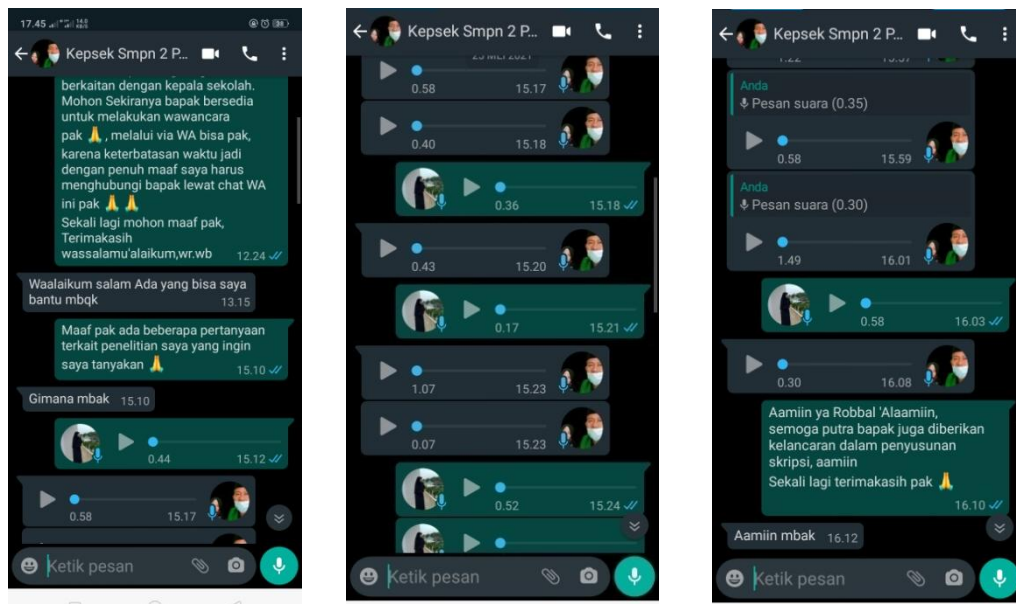 17.45
Kepsek Smpn 2 P...
berkaitan dengan kepala sekolah.
Mohon Sekiranya bapak bersedia
untuk melakukan wawancara
pak 🙏 , melalui via WA bisa pak,
karena keterbatasan waktu jadi
dengan penuh maaf saya harus
menghubungi bapak lewat chat WA
ini pak 🙏 🙏
Sekali lagi mohon maaf pak,
Terimakasih
wassalamu'alaikum,wr.wb 12.24
Waalaikum salam Ada yang bisa saya
bantu mbqk 13.15
Maaf pak ada beberapa pertanyaan
terkait penelitian saya yang ingin
saya tanyakan 🙏 15.10
Gimana mbak 15.10
0.44 15.12
0.58 15.17
Ketik pesan
Kepsek Smpn 2 P...
0.58 15.17
0.40 15.18
0.36 15.18
0.43 15.20
0.17 15.21
1.07 15.23
0.07 15.23
0.52 15.24
Ketik pesan
Kepsek Smpn 2 P...
Anda
Pesan suara (0.35)
0.58 15.59
Anda
Pesan suara (0.30)
1.49 16.01
0.58 16.03
0.30 16.08
Aamiin ya Robbal 'Alaamiin,
semoga putra bapak juga diberikan
kelancaran dalam penyusunan
skripsi, aamiin
Sekali lagi terimakasih pak 🙏
16.10
Aamiin mbak 16.12
Ketik pesan